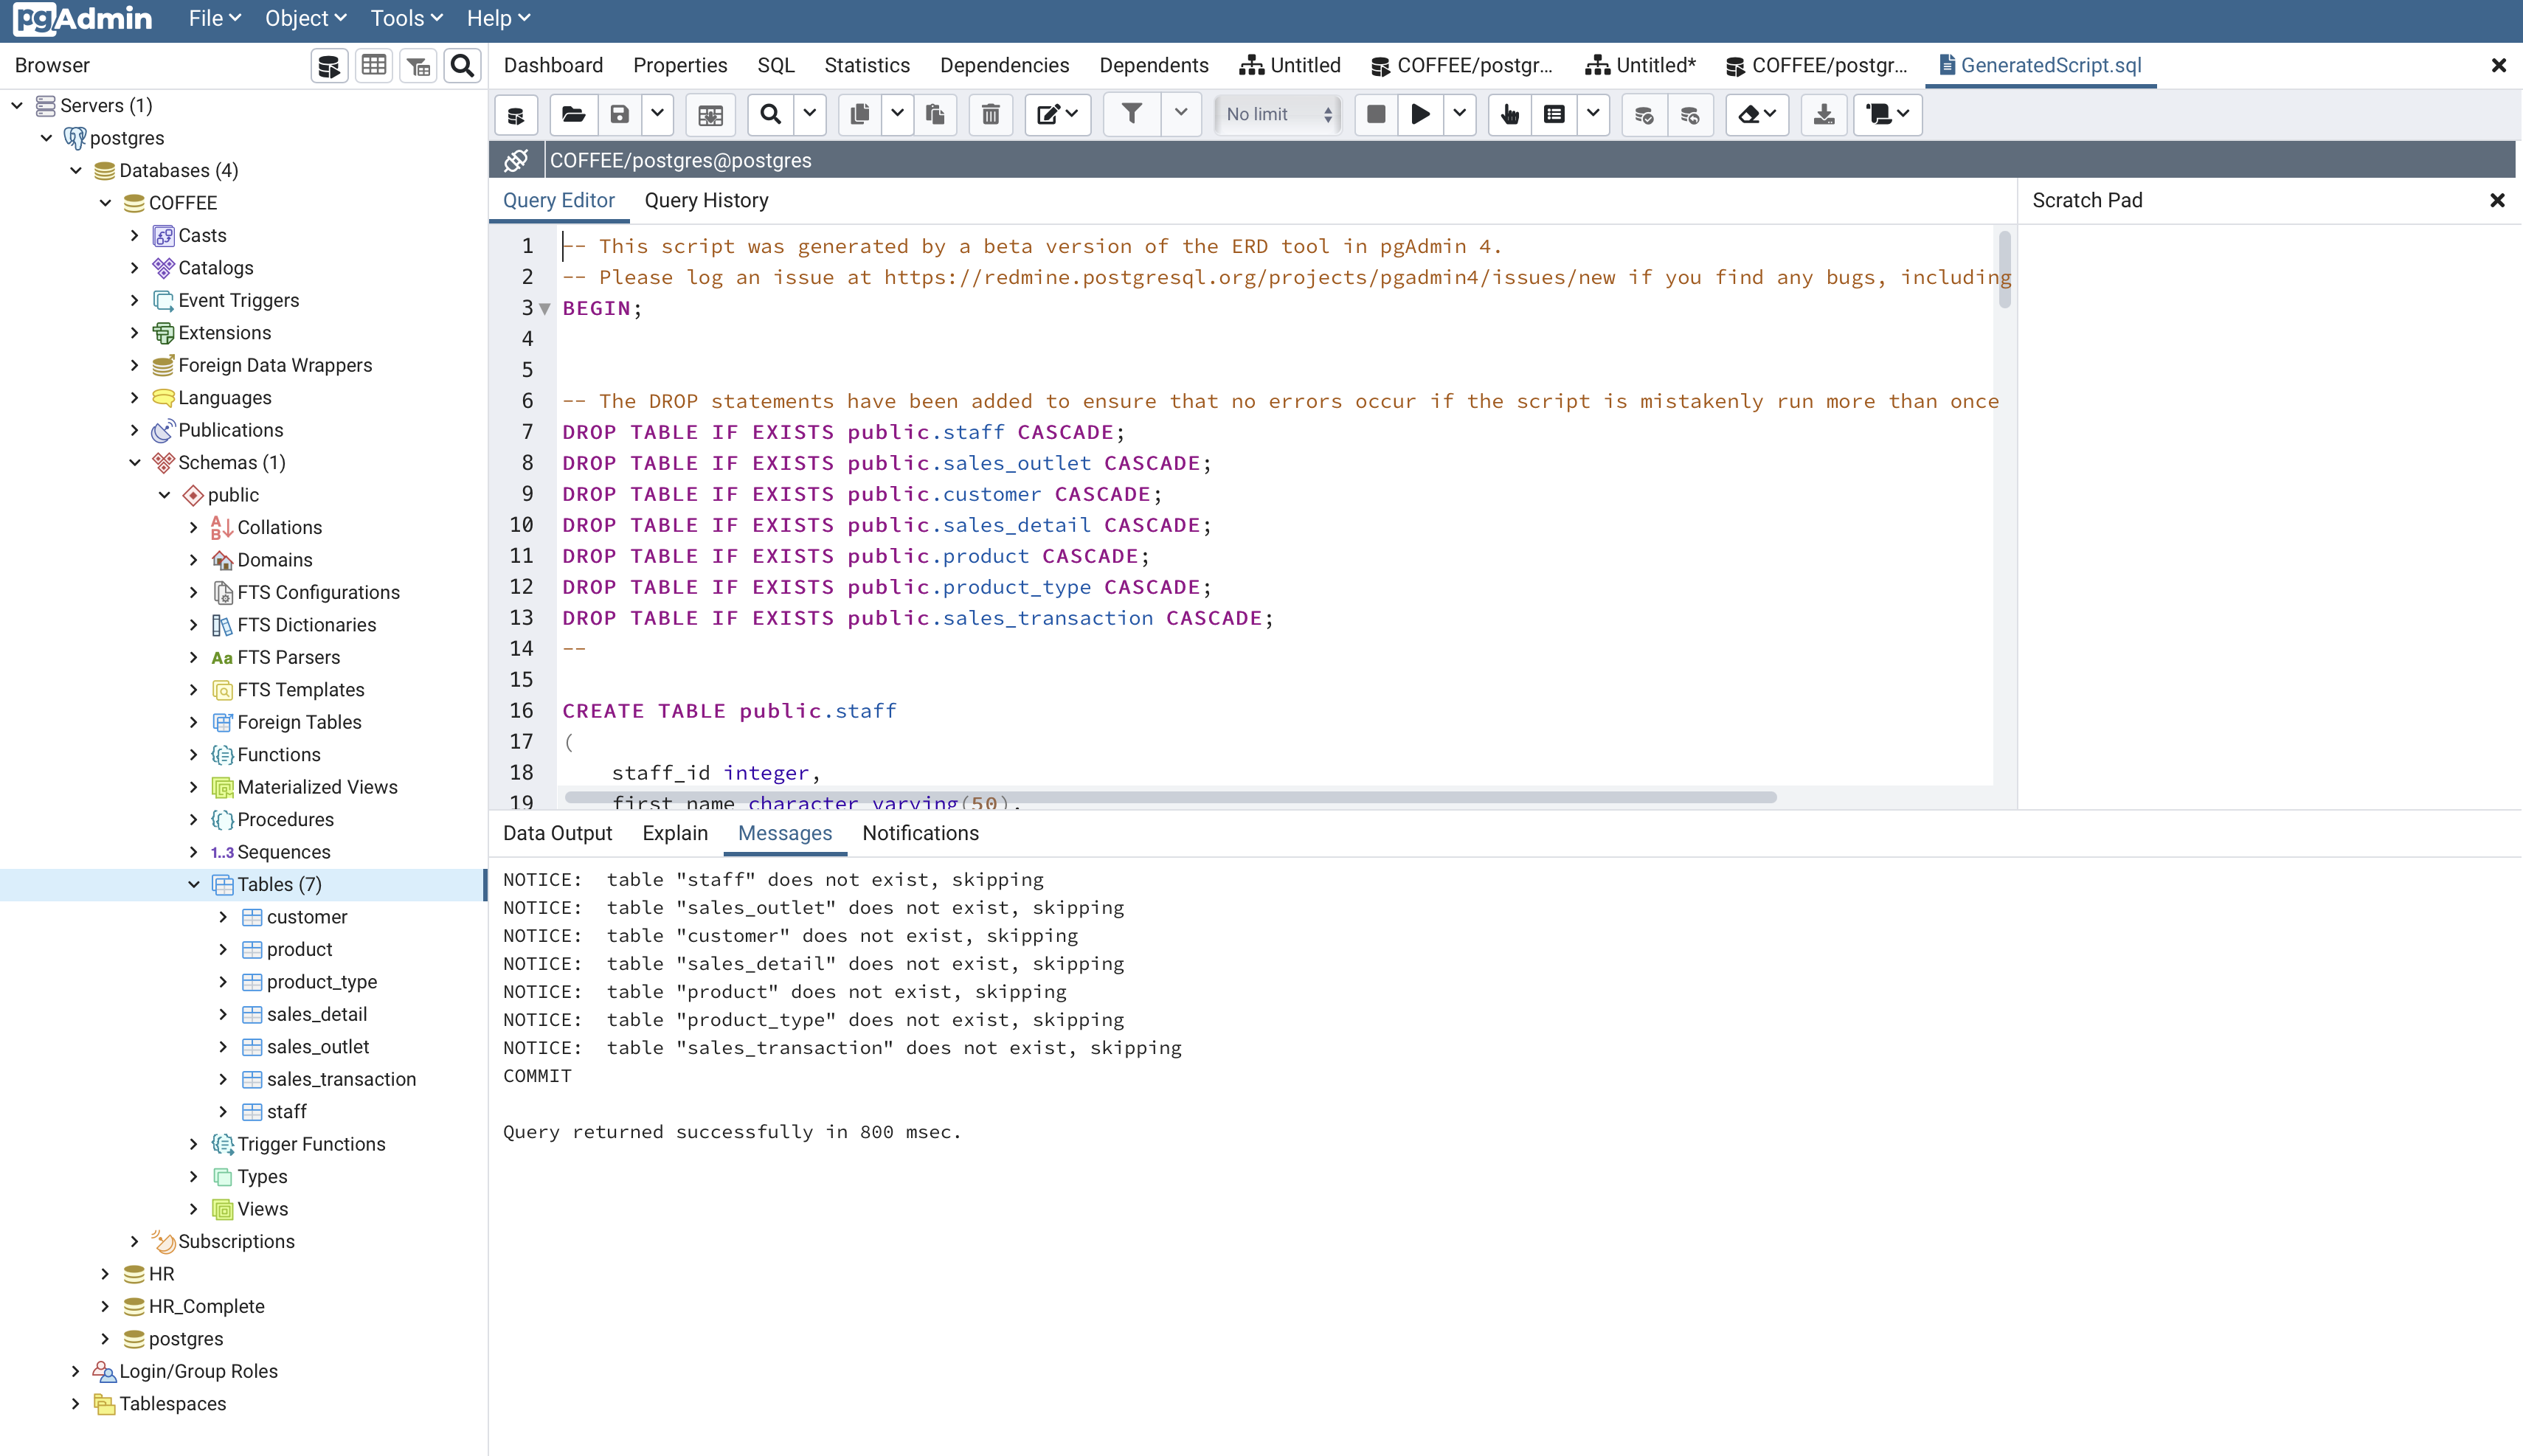 pgAdmin File Object Tools Help
Browser
Dashboard Properties SQL Statistics Dependencies Dependents Untitled COFFEE/postgr... Untitled* COFFEE/postgr... GeneratedScript.sql
No limit
COFFEE/postgres@postgres
Query Editor Query History
Scratch Pad
Servers (1)
postgres
Databases (4)
COFFEE
Casts
Catalogs
Event Triggers
Extensions
Foreign Data Wrappers
Languages
Publications
Schemas (1)
public
Collations
Domains
FTS Configurations
FTS Dictionaries
Aa FTS Parsers
FTS Templates
Foreign Tables
Functions
Materialized Views
Procedures
1..3 Sequences
Tables (7)
customer
product
product_type
sales_detail
sales_outlet
sales_transaction
staff
Trigger Functions
Types
Views
Subscriptions
HR
HR_Complete
postgres
Login/Group Roles
Tablespaces
1 -- This script was generated by a beta version of the ERD tool in pgAdmin 4.
2 -- Please log an issue at https://redmine.postgresql.org/projects/pgadmin4/issues/new if you find any bugs, including
3 BEGIN;
4
5
6 -- The DROP statements have been added to ensure that no errors occur if the script is mistakenly run more than once
7 DROP TABLE IF EXISTS public.staff CASCADE;
8 DROP TABLE IF EXISTS public.sales_outlet CASCADE;
9 DROP TABLE IF EXISTS public.customer CASCADE;
10 DROP TABLE IF EXISTS public.sales_detail CASCADE;
11 DROP TABLE IF EXISTS public.product CASCADE;
12 DROP TABLE IF EXISTS public.product_type CASCADE;
13 DROP TABLE IF EXISTS public.sales_transaction CASCADE;
14 --
15
16 CREATE TABLE public.staff
17 (
18 staff_id integer,
19 first_name character varying(50),
Data Output Explain Messages Notifications
NOTICE: table "staff" does not exist, skipping
NOTICE: table "sales_outlet" does not exist, skipping
NOTICE: table "customer" does not exist, skipping
NOTICE: table "sales_detail" does not exist, skipping
NOTICE: table "product" does not exist, skipping
NOTICE: table "product_type" does not exist, skipping
NOTICE: table "sales_transaction" does not exist, skipping
COMMIT
Query returned successfully in 800 msec.